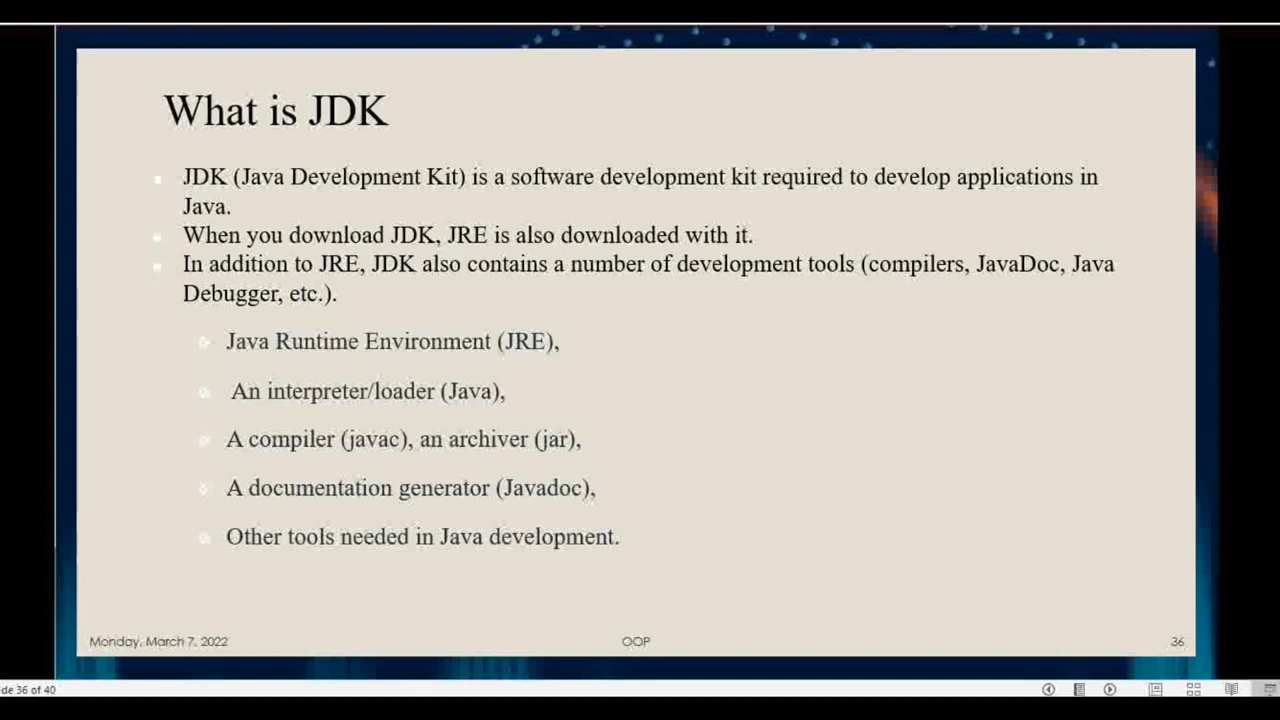 What is JDK
JDK (Java Development Kit) is a software development kit required to develop applications in
Java.
When you download JDK, JRE is also downloaded with it.
In addition to JRE, JDK also contains a number of development tools (compilers, JavaDoc, Java
Debugger, etc.).
Java Runtime Environment (JRE),
An interpreter/loader (Java),
A compiler (javac), an archiver (jar),
A documentation generator (Javadoc),
Other tools needed in Java development.
Monday, March 7, 2022
OOP
36
de 36 of 40